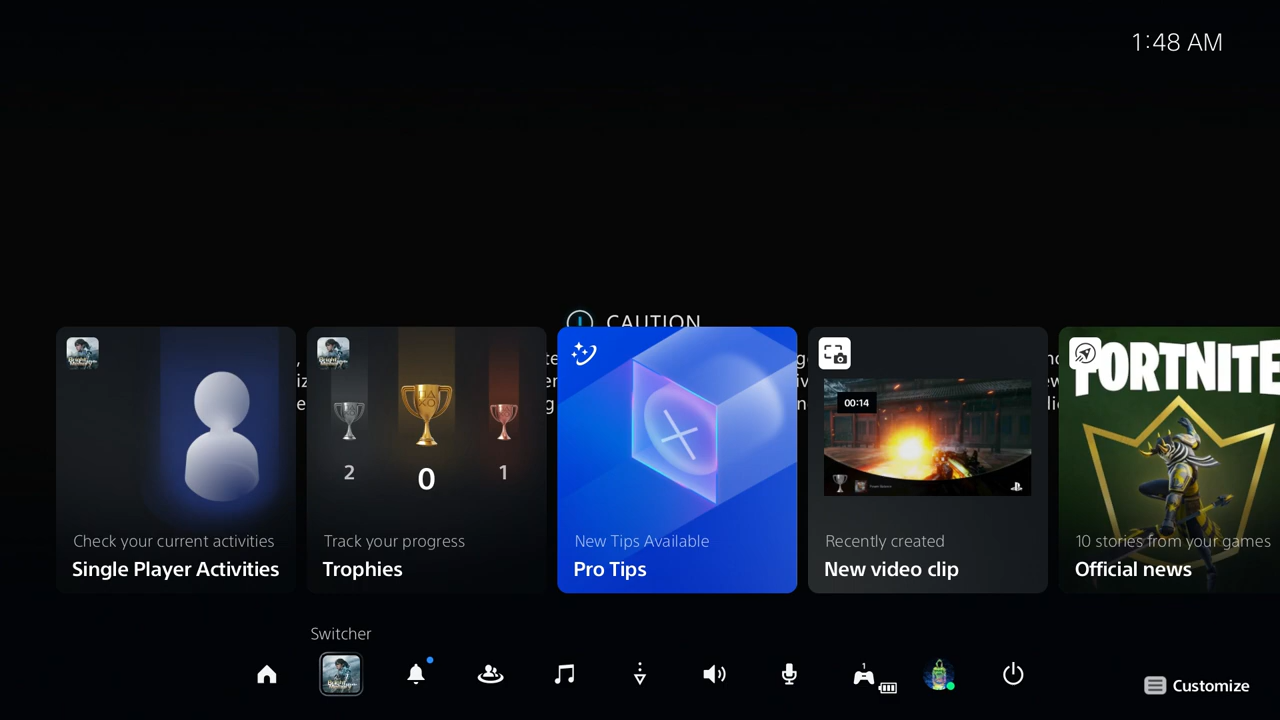 1:48 AM
CAUTION
00:14
FORTNITE
2
0
1
Check your current activities
Single Player Activities
Track your progress
Trophies
New Tips Available
Pro Tips
Recently created
New video clip
10 stories from your games
Official news
Switcher
1
Customize